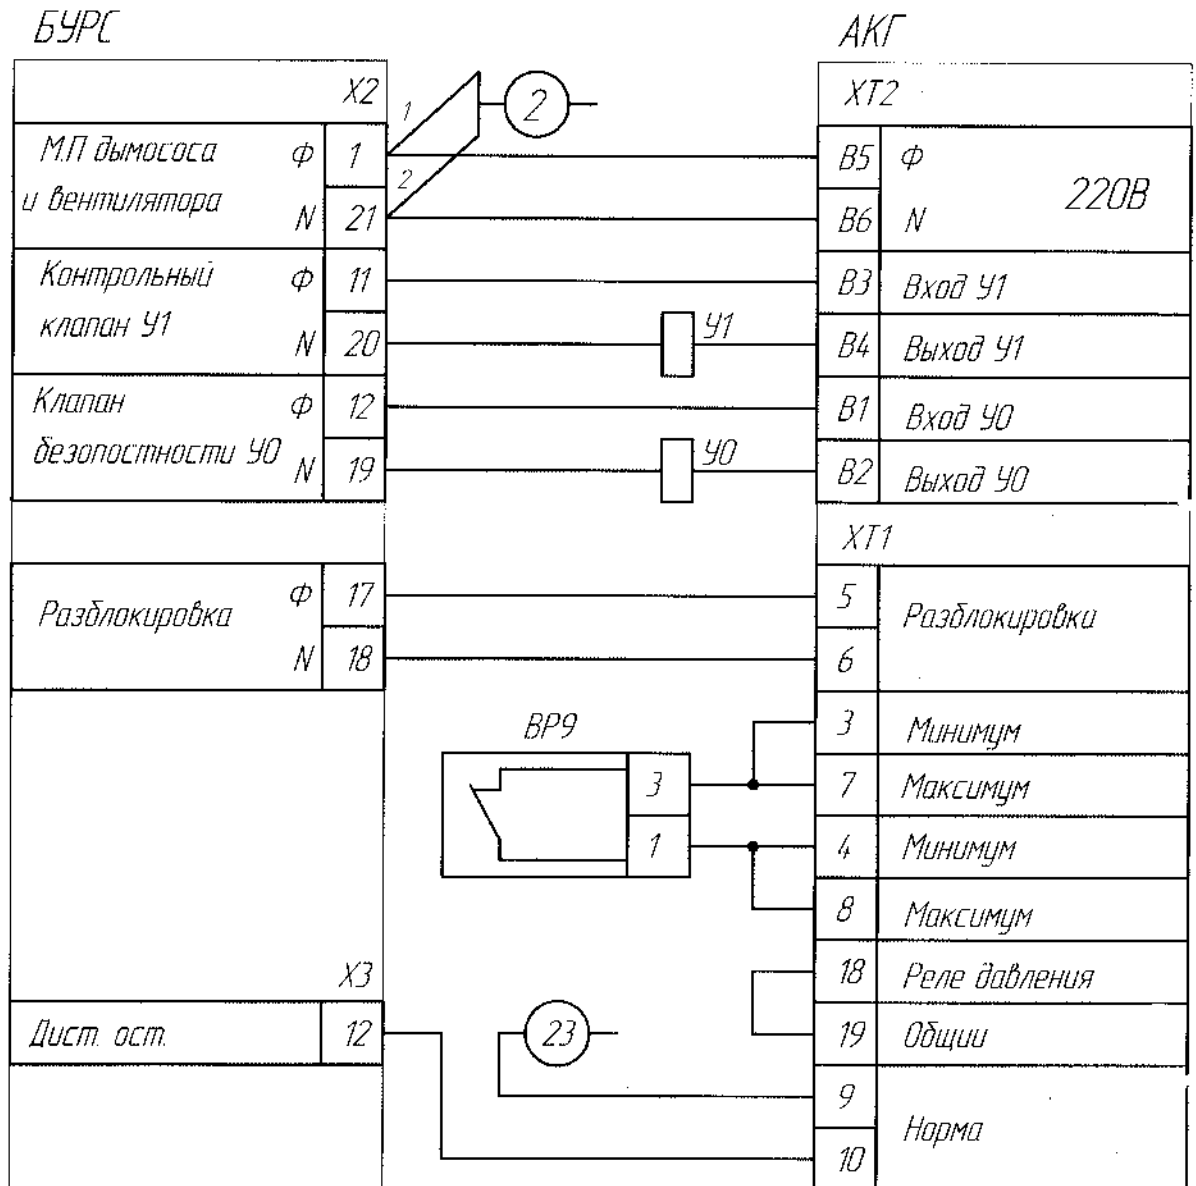 БУРС
АКГ
X2
1
2
2
XT2
М.П дымососа
и вентилятора
Ф 1
N 21
B5 Ф
B6 N
220В
Контрольный
клапан У1
Ф 11
N 20
У1
B3 Вход У1
B4 Выход У1
Клапан
безопостности У0
Ф 12
N 19
У0
B1 Вход У0
B2 Выход У0
XT1
Разблокировка
Ф 17
N 18
5
6
Разблокировки
BP9
3
1
3 Минимум
7 Максимум
4 Минимум
8 Максимум
18 Реле давления
19 Общии
X3
Дист. ост. 12
23
9
10
Норма